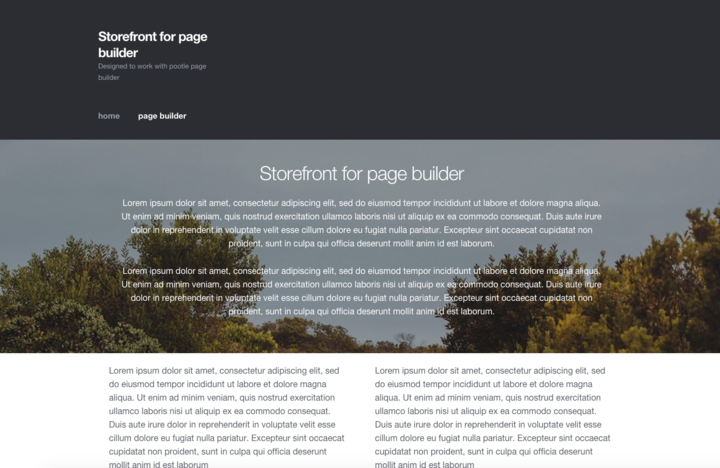 Storefront for page
builder
Designed to work with pootle page
builder
home page builder
Storefront for page builder
Lorem ipsum dolor sit amet, consectetur adipiscing elit, sed do eiusmod tempor incididunt ut labore et dolore magna aliqua.
Ut enim ad minim veniam, quis nostrud exercitation ullamco laboris nisi ut aliquip ex ea commodo consequat. Duis aute irure
dolor in reprehenderit in voluptate velit esse cillum dolore eu fugiat nulla pariatur. Excepteur sint occaecat cupidatat non
proident, sunt in culpa qui officia deserunt mollit anim id est laborum.
Lorem ipsum dolor sit amet, consectetur adipiscing elit, sed do eiusmod tempor incididunt ut labore et dolore magna aliqua.
Ut enim ad minim veniam, quis nostrud exercitation ullamco laboris nisi ut aliquip ex ea commodo consequat. Duis aute irure
dolor in reprehenderit in voluptate velit esse cillum dolore eu fugiat nulla pariatur. Excepteur sint occaecat cupidatat non
proident, sunt in culpa qui officia deserunt mollit anim id est laborum.
Lorem ipsum dolor sit amet, consectetur adipiscing elit, sed
do eiusmod tempor incididunt ut labore et dolore magna
aliqua. Ut enim ad minim veniam, quis nostrud exercitation
ullamco laboris nisi ut aliquip ex ea commodo consequat.
Duis aute irure dolor in reprehenderit in voluptate velit esse
cillum dolore eu fugiat nulla pariatur. Excepteur sint occaecat
cupidatat non proident, sunt in culpa qui officia deserunt
mollit anim id est laborum
Lorem ipsum dolor sit amet, consectetur adipiscing elit, sed
do eiusmod tempor incididunt ut labore et dolore magna
aliqua. Ut enim ad minim veniam, quis nostrud exercitation
ullamco laboris nisi ut aliquip ex ea commodo consequat.
Duis aute irure dolor in reprehenderit in voluptate velit esse
cillum dolore eu fugiat nulla pariatur. Excepteur sint occaecat
cupidatat non proident, sunt in culpa qui officia deserunt
mollit anim id est laborum